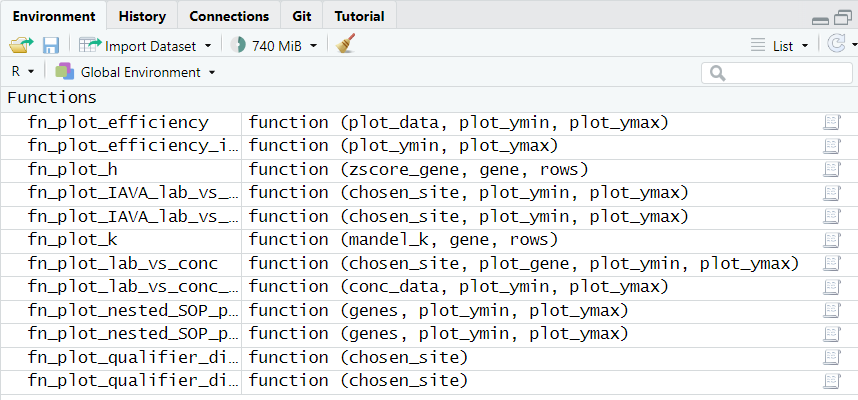 Environment History Connections Git Tutorial
Import Dataset 740 MiB List
R Global Environment
Functions
fn_plot_efficiency function (plot_data, plot_ymin, plot_ymax)
fn_plot_efficiency_i… function (plot_ymin, plot_ymax)
fn_plot_h function (zscore_gene, gene, rows)
fn_plot_IAVA_lab_vs_… function (chosen_site, plot_ymin, plot_ymax)
fn_plot_IAVA_lab_vs_… function (chosen_site, plot_ymin, plot_ymax)
fn_plot_k function (mandel_k, gene, rows)
fn_plot_lab_vs_conc function (chosen_site, plot_gene, plot_ymin, plot_ymax)
fn_plot_lab_vs_conc_… function (conc_data, plot_ymin, plot_ymax)
fn_plot_nested_SOP_p… function (genes, plot_ymin, plot_ymax)
fn_plot_nested_SOP_p… function (genes, plot_ymin, plot_ymax)
fn_plot_qualifier_di… function (chosen_site)
fn_plot_qualifier_di… function (chosen_site)